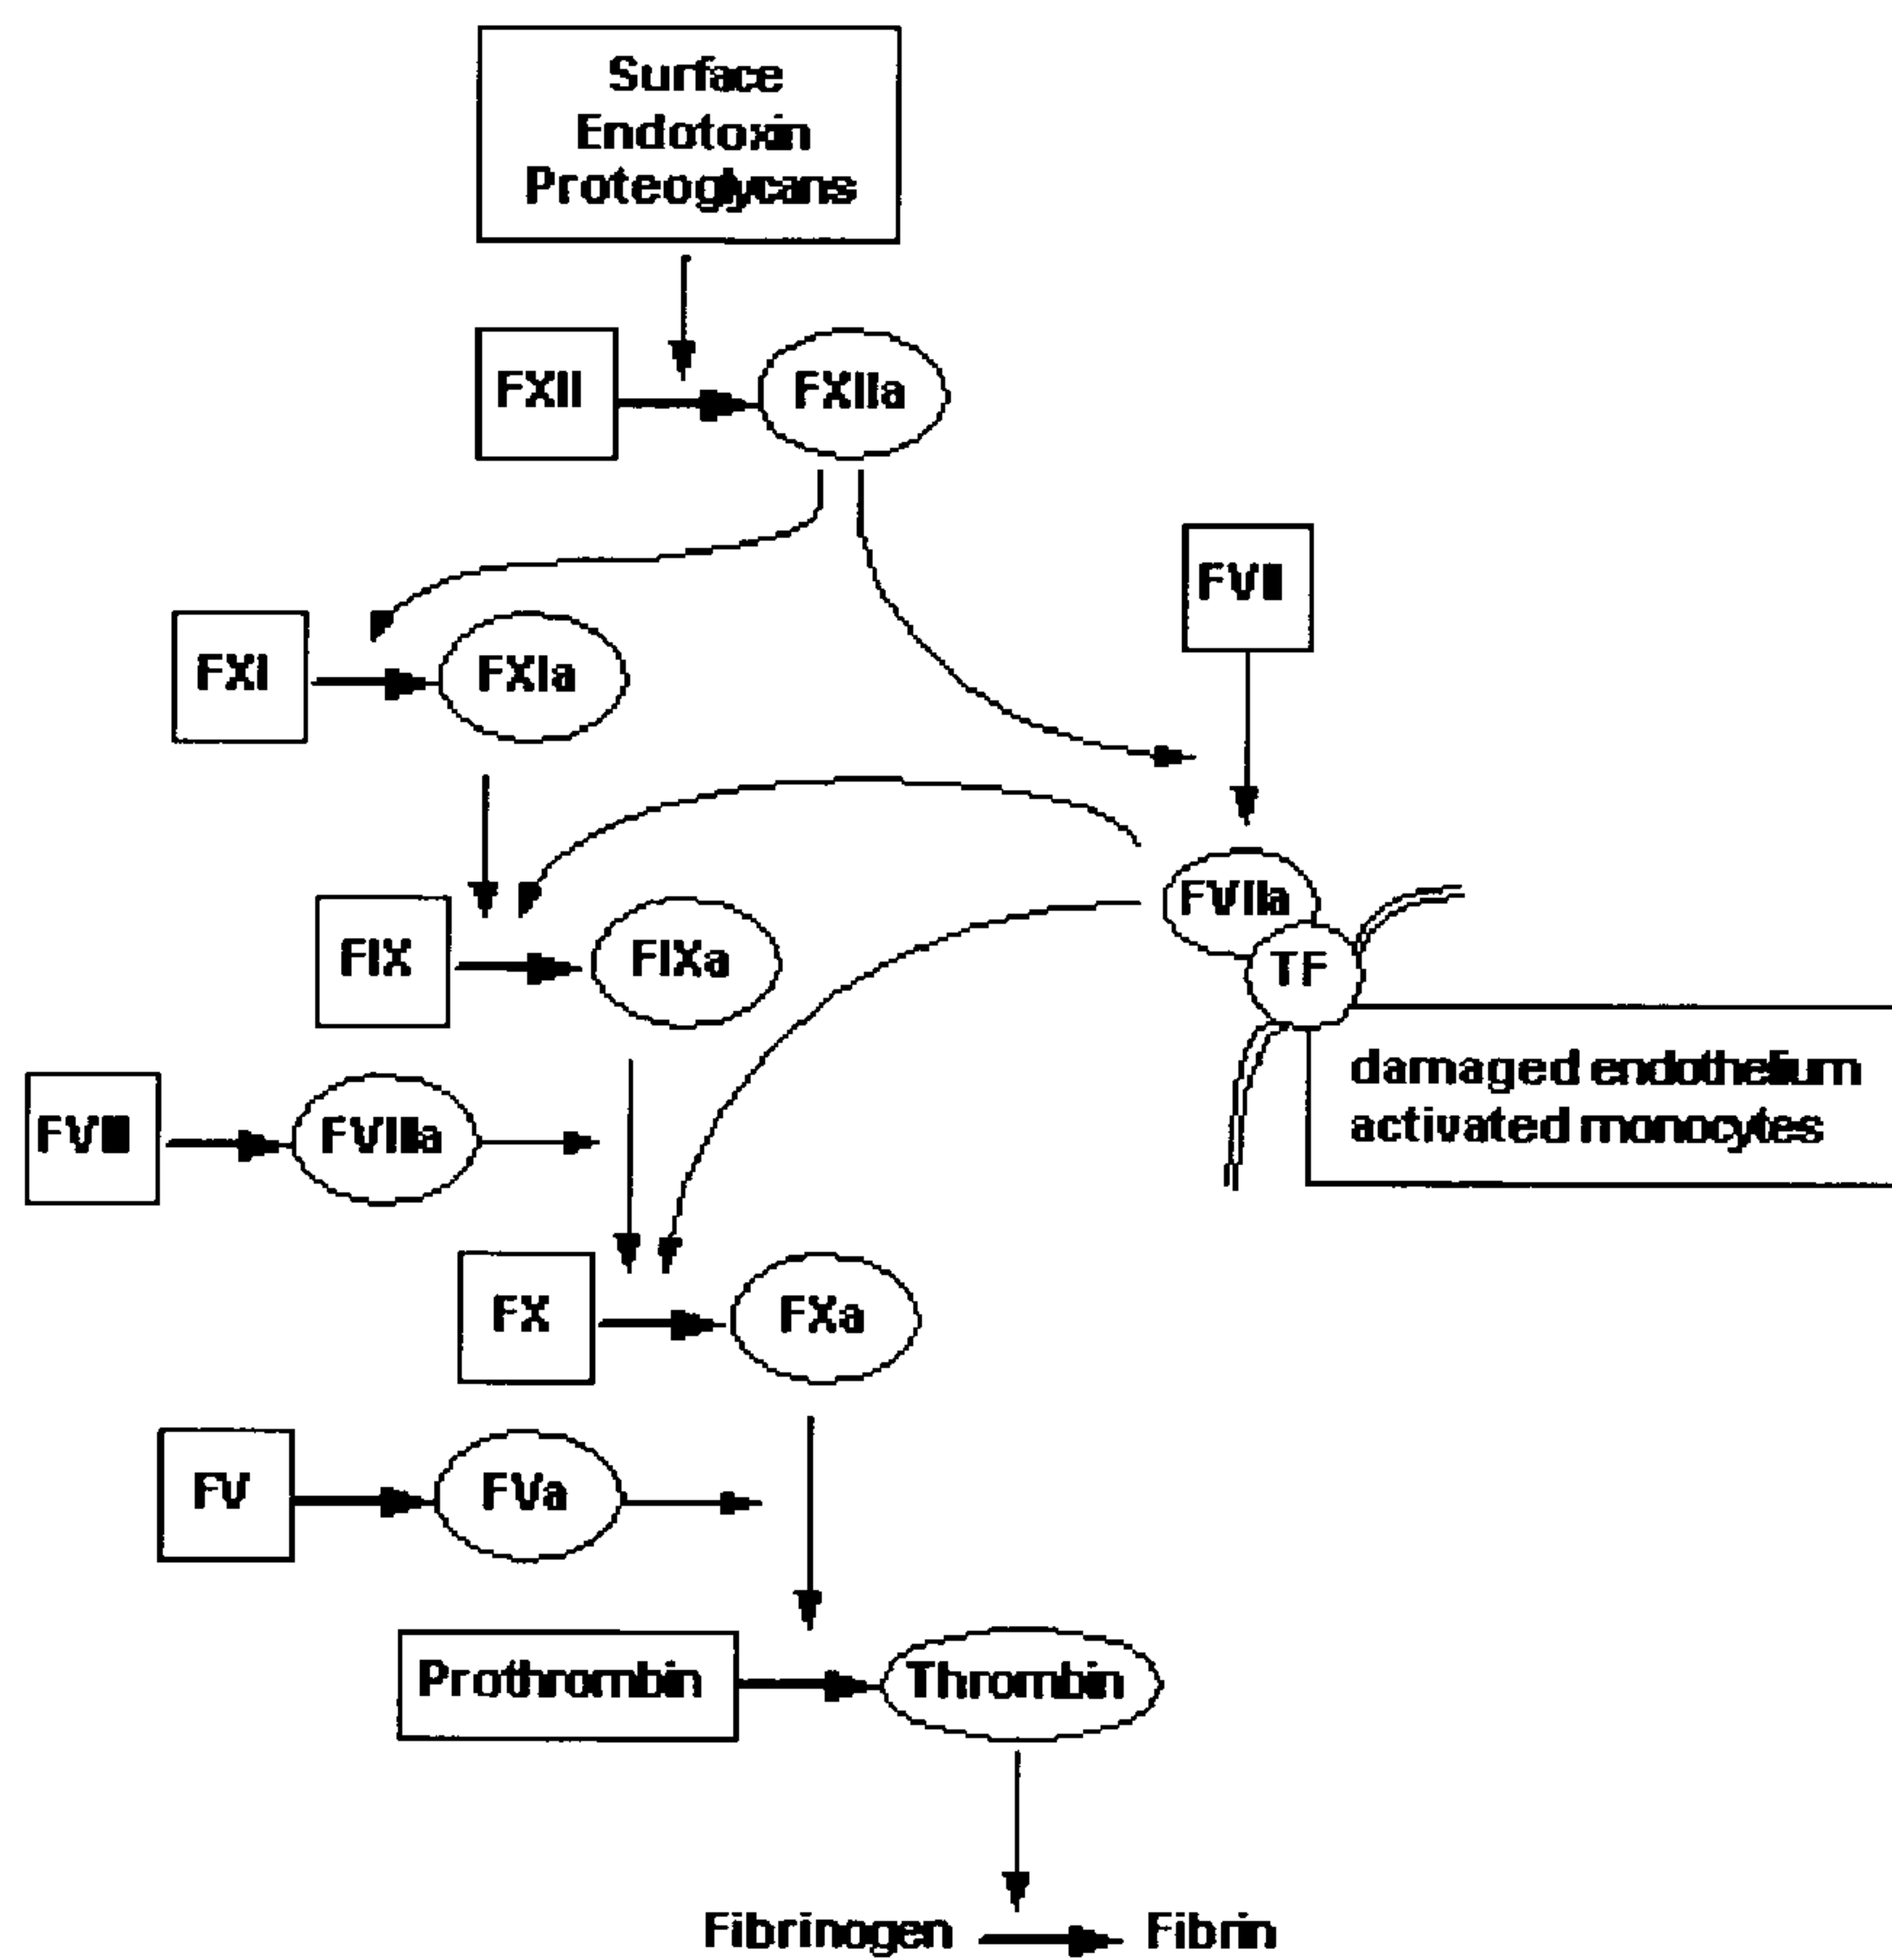 Surface
Endotoxin
Proteoglycans
FXII
FXIIa
FVII
FXI
FXIa
FVIIa
TF
FIX
FIXa
damaged endothelium
activated monocytes
FVIII
FVIIIa
FX
FXa
FV
FVa
Prothrombin
Thrombin
Fibrinogen
Fibrin